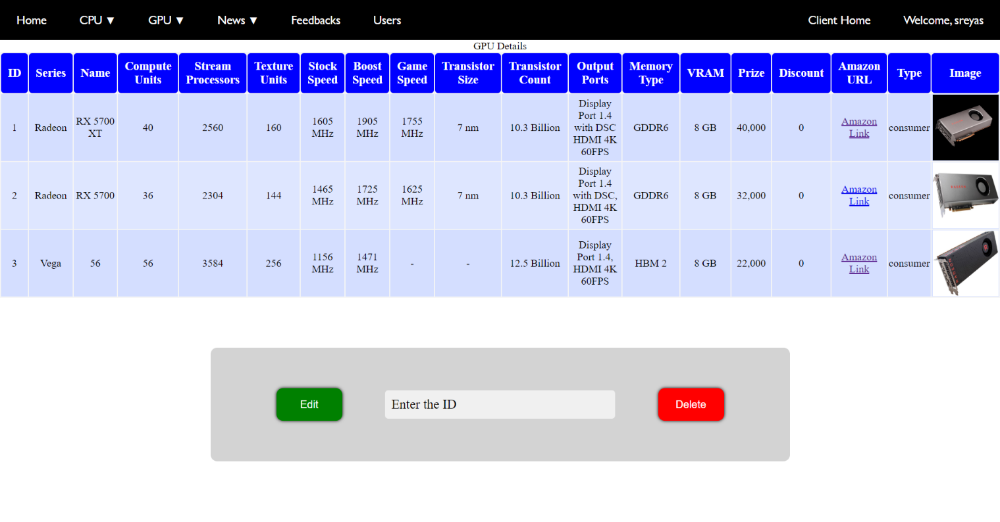 Home CPU ▼ GPU ▼ News ▼ Feedbacks Users Client Home Welcome, sreyas
GPU Details
ID Series Name Compute Units Stream Processors Texture Units Stock Speed Boost Speed Game Speed Transistor Size Transistor Count Output Ports Memory Type VRAM Prize Discount Amazon URL Type Image
1 Radeon RX 5700 XT 40 2560 160 1605 MHz 1905 MHz 1755 MHz 7 nm 10.3 Billion Display Port 1.4 with DSC HDMI 4K 60FPS GDDR6 8 GB 40,000 0 Amazon Link consumer
2 Radeon RX 5700 36 2304 144 1465 MHz 1725 MHz 1625 MHz 7 nm 10.3 Billion Display Port 1.4 with DSC, HDMI 4K 60FPS GDDR6 8 GB 32,000 0 Amazon Link consumer
3 Vega 56 56 3584 256 1156 MHz 1471 MHz - - 12.5 Billion Display Port 1.4, HDMI 4K 60FPS HBM 2 8 GB 22,000 0 Amazon Link consumer
Edit Enter the ID Delete